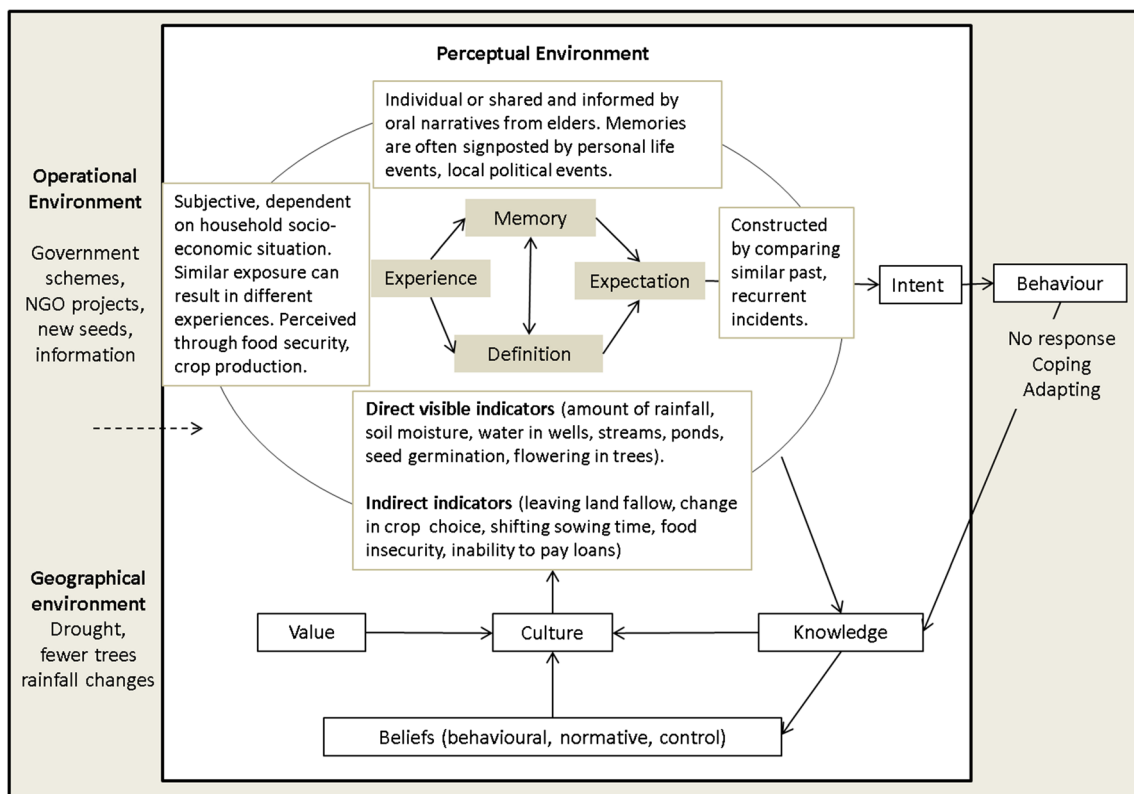 Perceptual Environment
Individual or shared and informed by
oral narratives from elders. Memories
are often signposted by personal life
events, local political events.
Operational
Environment
Government
schemes,
NGO projects,
new seeds,
information
Subjective, dependent
on household socio-
economic situation.
Similar exposure can
result in different
experiences. Perceived
through food security,
crop production.
Memory
Experience
Expectation
Definition
Constructed
by comparing
similar past,
recurrent
incidents.
Intent
Behaviour
No response
Coping
Adapting
Direct visible indicators (amount of rainfall,
soil moisture, water in wells, streams, ponds,
seed germination, flowering in trees).
Indirect indicators (leaving land fallow, change
in crop choice, shifting sowing time, food
insecurity, inability to pay loans)
Geographical
environment
Drought,
fewer trees
rainfall changes
Value
Culture
Knowledge
Beliefs (behavioural, normative, control)